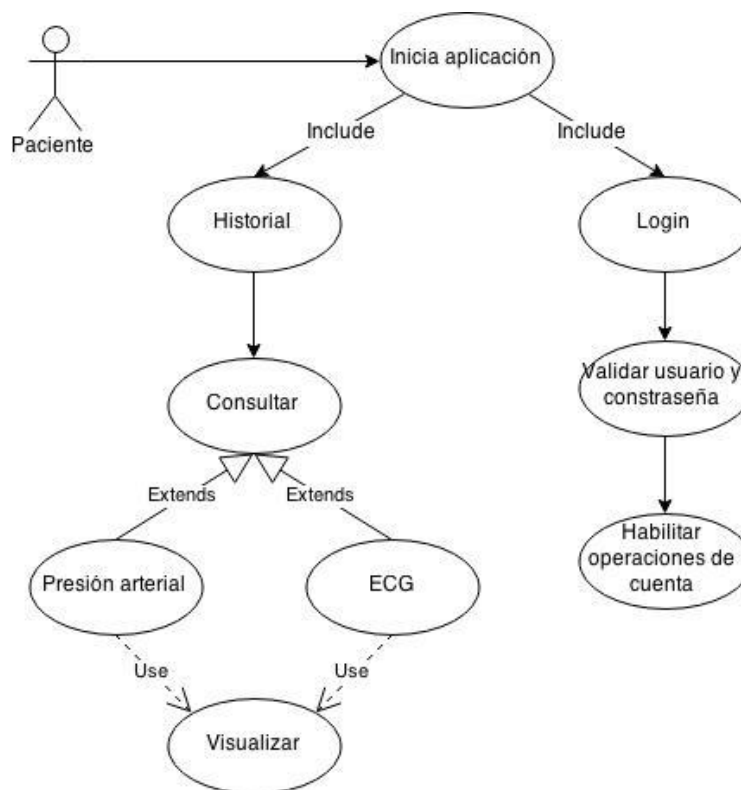 Inicia aplicación
Paciente
Include
Include
Historial
Login
Consultar
Validar usuario y
constraseña
Extends
Extends
Habilitar
operaciones de
cuenta
Presión arterial
ECG
Use
Use
Visualizar